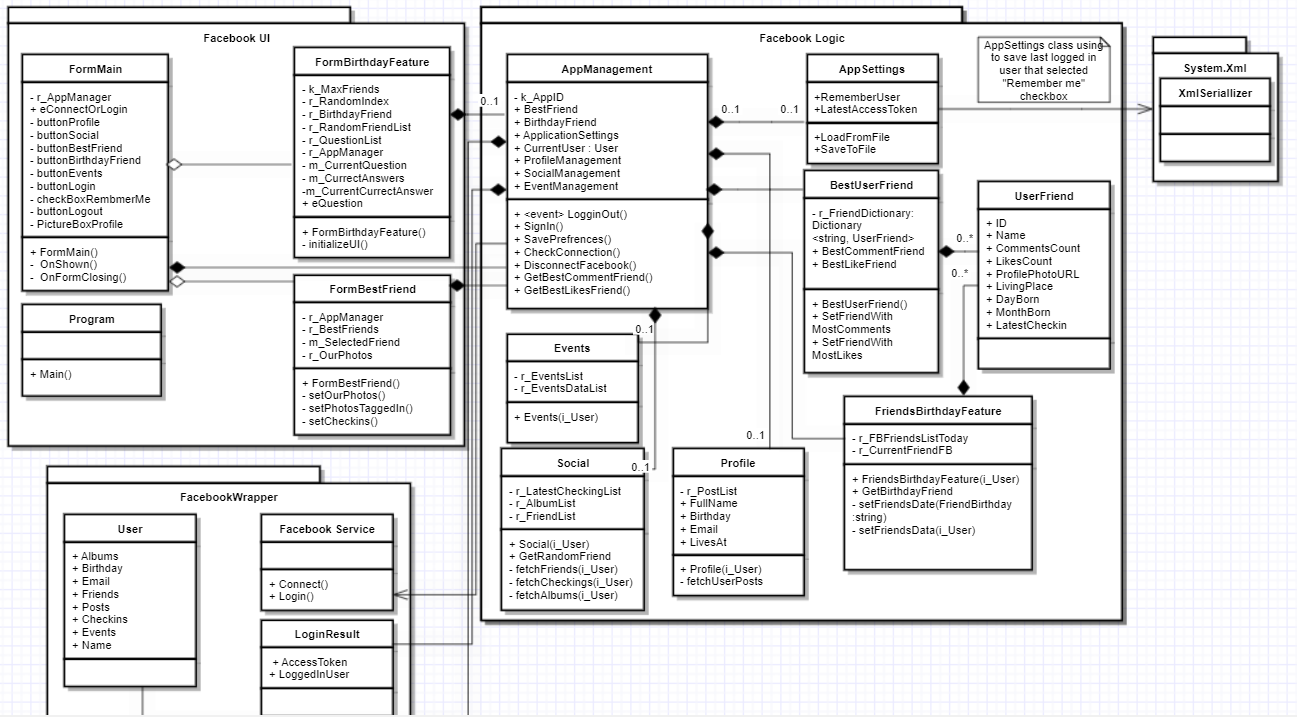 Facebook UI
FormMain
- r_AppManager
+ eConnectOrLogin
- buttonProfile
- buttonSocial
- buttonBestFriend
- buttonBirthdayFriend
- buttonEvents
- buttonLogin
- checkBoxRembmerMe
- buttonLogout
- PictureBoxProfile
+ FormMain()
- OnShown()
- OnFormClosing()
FormBirthdayFeature
- k_MaxFriends
- r_RandomIndex
- r_BirthdayFriend
- r_RandomFriendList
- r_QuestionList
- r_AppManager
- m_CurrentQuestion
- m_CurrectAnswers
-m_CurrentCurrectAnswer
+ eQuestion
+ FormBirthdayFeature()
- initializeUI()
Program
+ Main()
FormBestFriend
- r_AppManager
- r_BestFriends
- m_SelectedFriend
- r_OurPhotos
+ FormBestFriend()
- setOurPhotos()
- setPhotosTaggedIn()
- setCheckins()
Facebook Logic
AppManagement
- k_AppID
+ BestFriend
+ BirthdayFriend
+ ApplicationSettings
+ CurrentUser : User
+ ProfileManagement
+ SocialManagement
+ EventManagement
+ <event> LogginOut()
+ SignIn()
+ SavePrefrences()
+ CheckConnection()
+ DisconnectFacebook()
+ GetBestCommentFriend()
+ GetBestLikesFriend()
0..1
0..1
0..1
AppSettings
+RememberUser
+LatestAccessToken
+LoadFromFile
+SaveToFile
AppSettings class using
to save last logged in
user that selected
"Remember me"
checkbox
System.Xml
XmlSeriallizer
BestUserFriend
- r_FriendDictionary:
Dictionary
<string, UserFriend>
+ BestCommentFriend
+ BestLikeFriend
+ BestUserFriend()
+ SetFriendWith
MostComments
+ SetFriendWith
MostLikes
0..*
0..*
UserFriend
+ ID
+ Name
+ CommentsCount
+ LikesCount
+ ProfilePhotoURL
+ LivingPlace
+ DayBorn
+ MonthBorn
+ LatestCheckin
0..1
Events
- r_EventsList
- r_EventsDataList
+ Events(i_User)
0..1
0..1
Social
- r_LatestCheckingList
- r_AlbumList
- r_FriendList
+ Social(i_User)
+ GetRandomFriend
- fetchFriends(i_User)
- fetchCheckings(i_User)
- fetchAlbums(i_User)
Profile
- r_PostList
+ FullName
+ Birthday
+ Email
+ LivesAt
+ Profile(i_User)
- fetchUserPosts
FriendsBirthdayFeature
- r_FBFriendsListToday
- r_CurrentFriendFB
+ FriendsBirthdayFeature(i_User)
+ GetBirthdayFriend
- setFriendsDate(FriendBirthday
:string)
- setFriendsData(i_User)
FacebookWrapper
User
+ Albums
+ Birthday
+ Email
+ Friends
+ Posts
+ Checkins
+ Events
+ Name
Facebook Service
+ Connect()
+ Login()
LoginResult
+ AccessToken
+ LoggedInUser